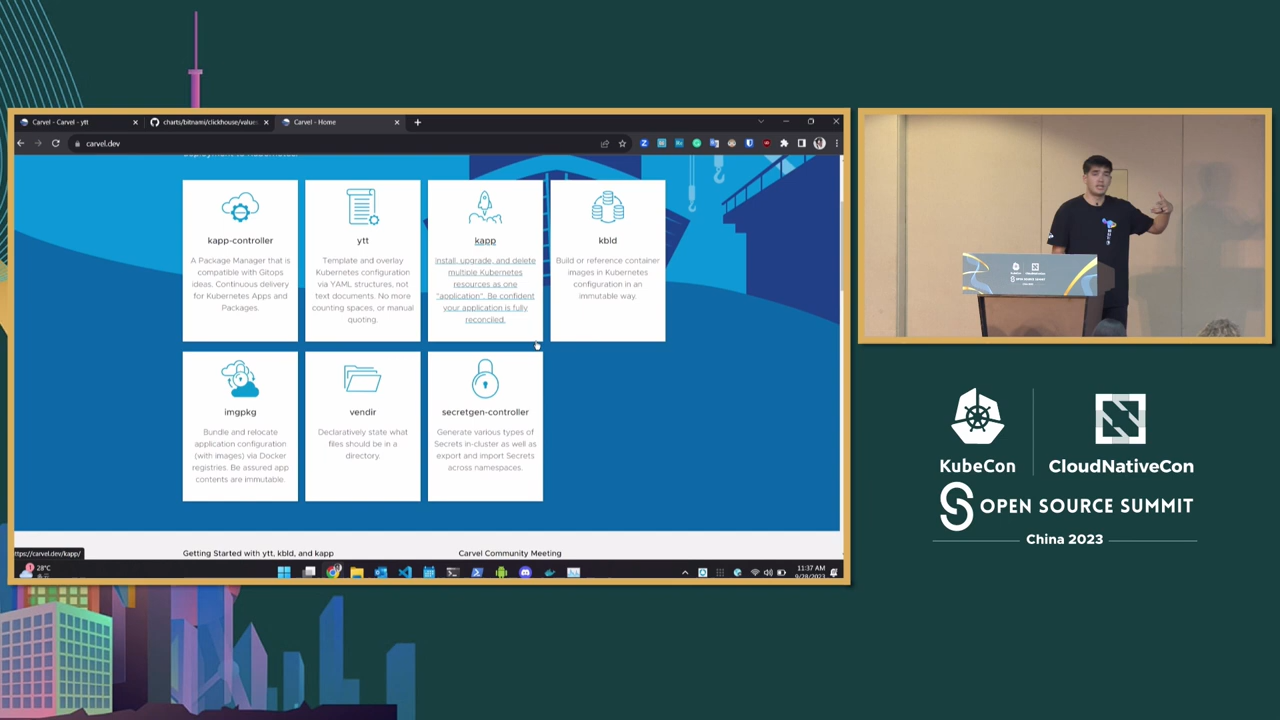 Carvel - Carvel - ytt
charts/bitnami/clickhouse/values
Carvel - Home
carvel.dev
kapp-controller
A Package Manager that is
compatible with Gitops
ideas. Continuous delivery
for Kubernetes Apps and
Packages.
ytt
Template and overlay
Kubernetes configuration
via YAML structures, not
text documents. No more
counting spaces, or manual
quoting.
kapp
Install, upgrade, and delete
multiple Kubernetes
resources as one
"application". Be confident
your application is fully
reconciled.
kbld
Build or reference container
images in Kubernetes
configuration in an
immutable way.
imgpkg
Bundle and relocate
application configuration
(with images) via Docker
registries. Be assured app
contents are immutable.
vendir
Declaratively state what
files should be in a
directory.
secretgen-controller
Generate various types of
Secrets in-cluster as well as
export and import Secrets
across namespaces.
Getting Started with ytt, kbld, and kapp
Carvel Community Meeting
ttps://carvel.dev/kapp/
28°C
11:37 AM
OPEN SOURCE SUMMIT
KubeCon
CloudNativeCon
OPEN SOURCE SUMMIT
China 2023